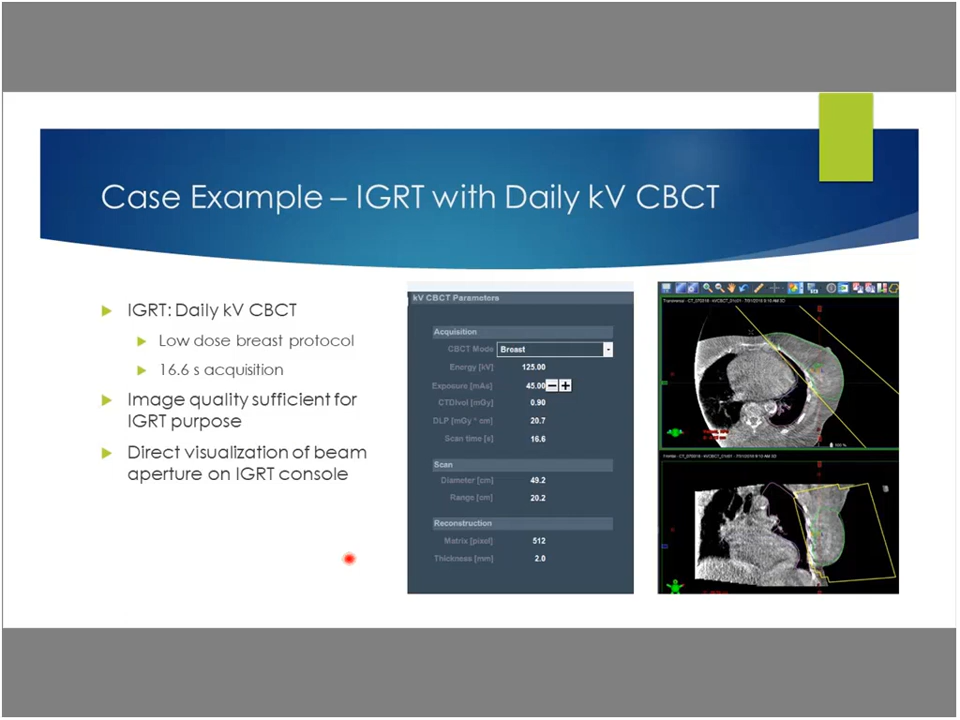 Case Example – IGRT with Daily kV CBCT
IGRT: Daily kV CBCT
Low dose breast protocol
16.6 s acquisition
Image quality sufficient for
IGRT purpose
Direct visualization of beam
aperture on IGRT console
kV CBCT Parameters
Acquisition
CBCT Mode Breast
Energy [kV] 125.00
Exposure [mAs] 45.00
CTDIvol [mGy] 0.90
DLP [mGy * cm] 20.7
Scan time [s] 16.6
Scan
Diameter [cm] 49.2
Range [cm] 20.2
Reconstruction
Matrix [pixel] 512
Thickness [mm] 2.0